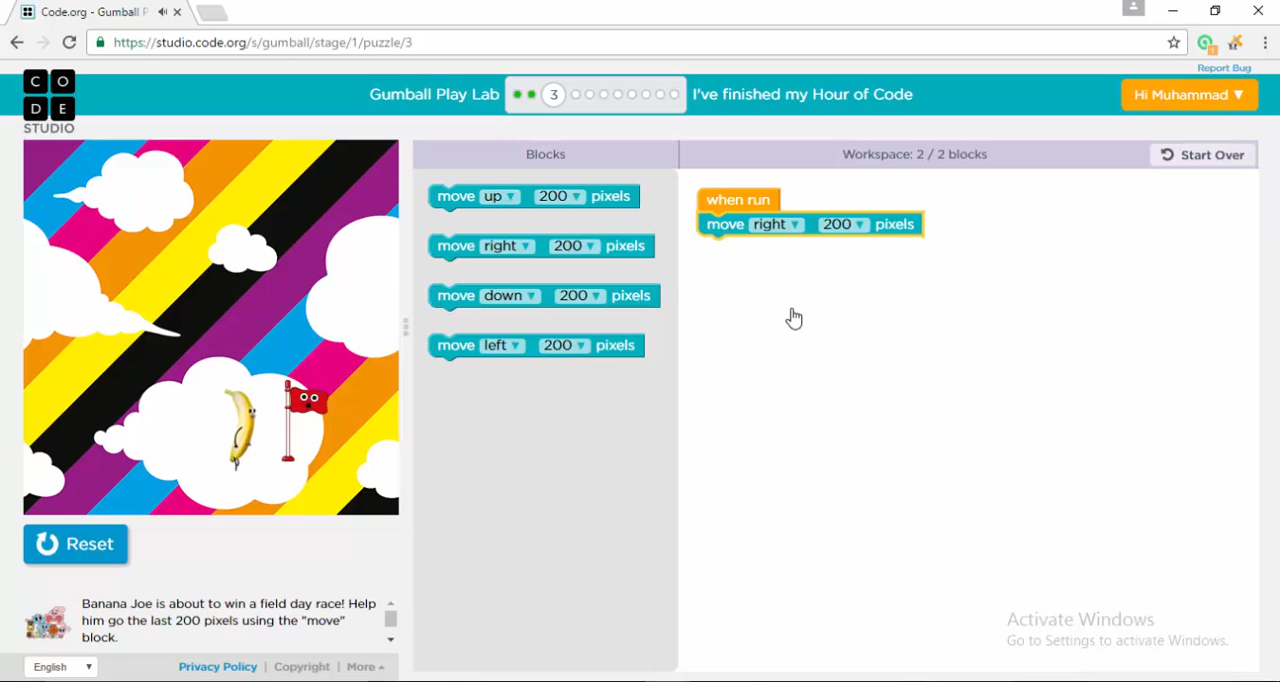 Code.org - Gumball P
https://studio.code.org/s/gumball/stage/1/puzzle/3
Report Bug
C O
D E
STUDIO
Gumball Play Lab
3
I've finished my Hour of Code
Hi Muhammad ▼
Blocks
Workspace: 2 / 2 blocks
Start Over
move up ▼ 200 ▼ pixels
move right ▼ 200 ▼ pixels
move down ▼ 200 ▼ pixels
move left ▼ 200 ▼ pixels
when run
move right ▼ 200 ▼ pixels
Reset
Banana Joe is about to win a field day race! Help
him go the last 200 pixels using the "move"
block.
Activate Windows
Go to Settings to activate Windows.
English ▼
Privacy Policy | Copyright | More